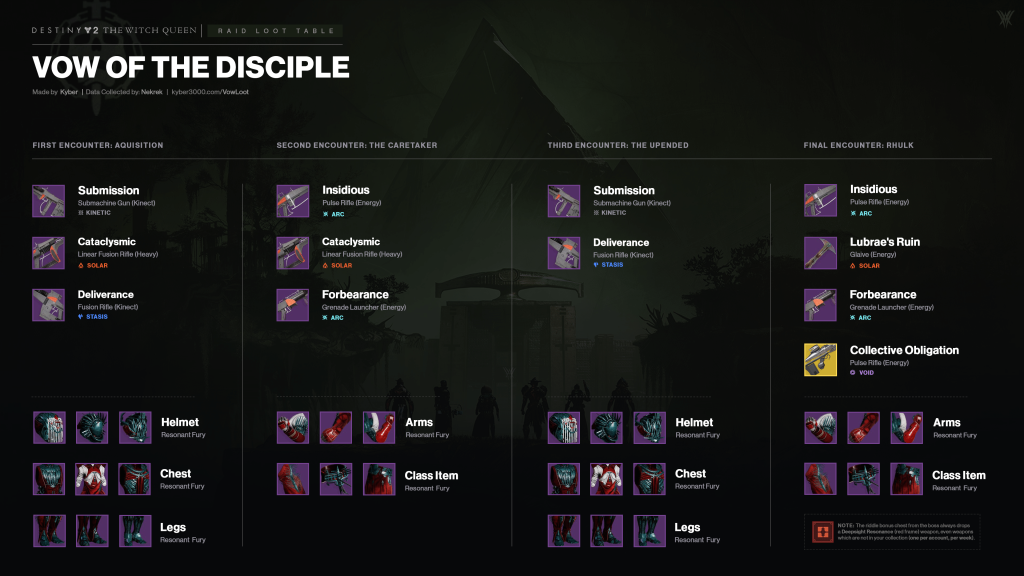 DESTINY 2 THE WITCH QUEEN | RAID LOOT TABLE
VOW OF THE DISCIPLE
Made by Kyber | Data Collected by: Nekrek | kyber3000.com/VowLoot
FIRST ENCOUNTER: AQUISITION
Submission
Submachine Gun (Kinect)
KINETIC
Cataclysmic
Linear Fusion Rifle (Heavy)
SOLAR
Deliverance
Fusion Rifle (Kinect)
STASIS
Helmet
Resonant Fury
Chest
Resonant Fury
Legs
Resonant Fury
SECOND ENCOUNTER: THE CARETAKER
Insidious
Pulse Rifle (Energy)
ARC
Cataclysmic
Linear Fusion Rifle (Heavy)
SOLAR
Forbearance
Grenade Launcher (Energy)
ARC
Arms
Resonant Fury
Class Item
Resonant Fury
THIRD ENCOUNTER: THE UPENDED
Submission
Submachine Gun (Kinect)
KINETIC
Deliverance
Fusion Rifle (Kinect)
STASIS
Helmet
Resonant Fury
Chest
Resonant Fury
Legs
Resonant Fury
FINAL ENCOUNTER: RHULK
Insidious
Pulse Rifle (Energy)
ARC
Lubrae's Ruin
Glaive (Energy)
SOLAR
Forbearance
Grenade Launcher (Energy)
ARC
Collective Obligation
Pulse Rifle (Energy)
VOID
Arms
Resonant Fury
Class Item
Resonant Fury
NOTE: The riddle bonus chest from the boss always drops
a Deepsight Resonance (red frame) weapon, even weapons
which are not in your collection (one per account, per week).